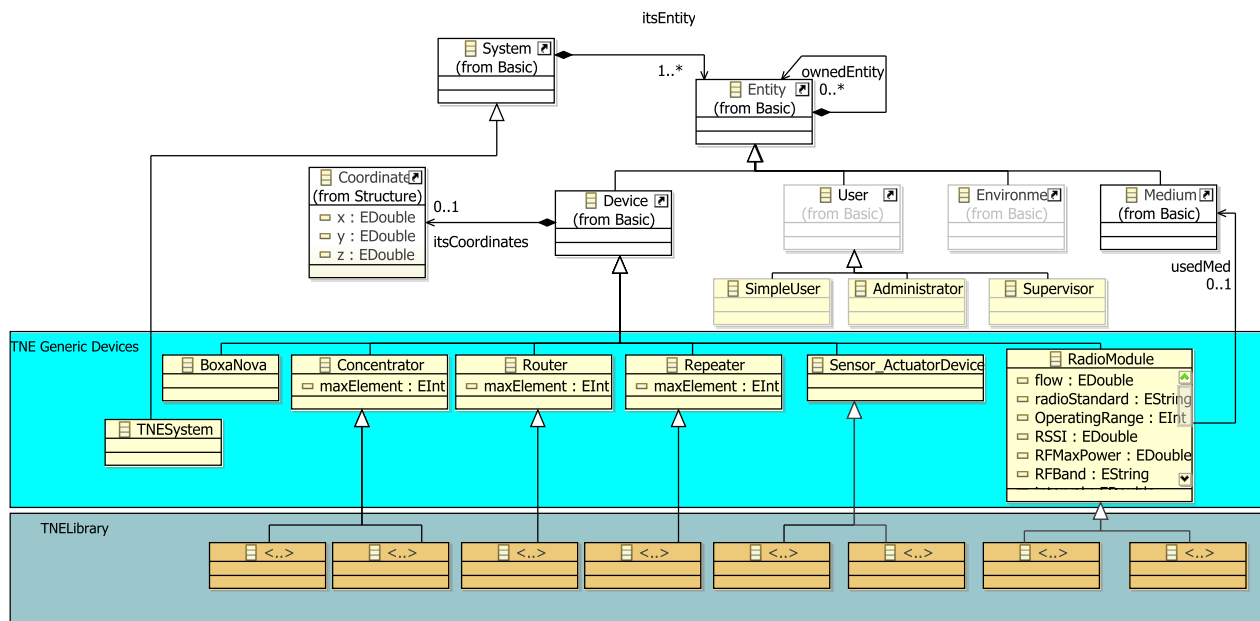 itsEntity
System
(from Basic)
1..*
ownedEntity
0..*
Entity
(from Basic)
Coordinate
(from Structure)
x : EDouble
y : EDouble
z : EDouble
0..1
itsCoordinates
Device
(from Basic)
User
(from Basic)
Environme
(from Basic)
Medium
(from Basic)
usedMed
0..1
SimpleUser
Administrator
Supervisor
TNE Generic Devices
BoxaNova
Concentrator
maxElement : EInt
Router
maxElement : EInt
Repeater
maxElement : EInt
Sensor_ActuatorDevice
RadioModule
flow : EDouble
radioStandard : EString
OperatingRange : EInt
RSSI : EDouble
RFMaxPower : EDouble
RFBand : EString
TNESystem
TNELibrary
<..>
<..>
<..>
<..>
<..>
<..>
<..>
<..>